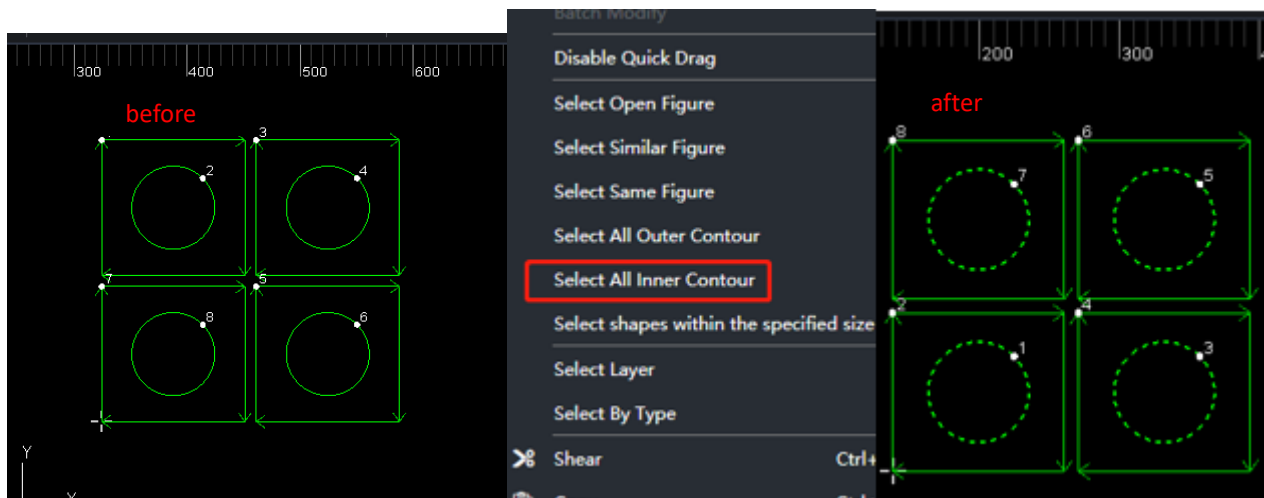 300 400 500 600
before
3
2 4
7 5
8 6
Y
X
Batch Modify
Disable Quick Drag
Select Open Figure
Select Similar Figure
Select Same Figure
Select All Outer Contour
Select All Inner Contour
Select shapes within the specified size
Select Layer
Select By Type
Shear Ctrl+
200 300
after
8 6
7 5
2 4
1 3